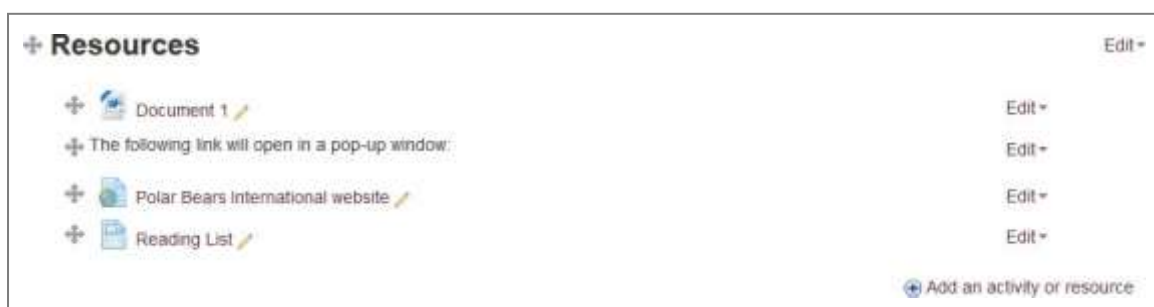 Resources Edit
Document 1 Edit
The following link will open in a pop-up window: Edit
Polar Bears International website Edit
Reading List Edit
Add an activity or resource